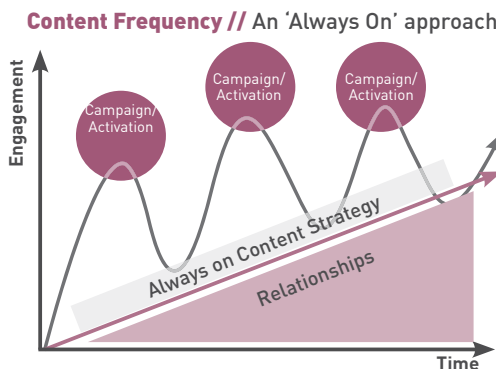 Content Frequency // An ‘Always On’ approach
Engagement
Campaign/
Activation
Campaign/
Activation
Campaign/
Activation
Always on Content Strategy
Relationships
Time